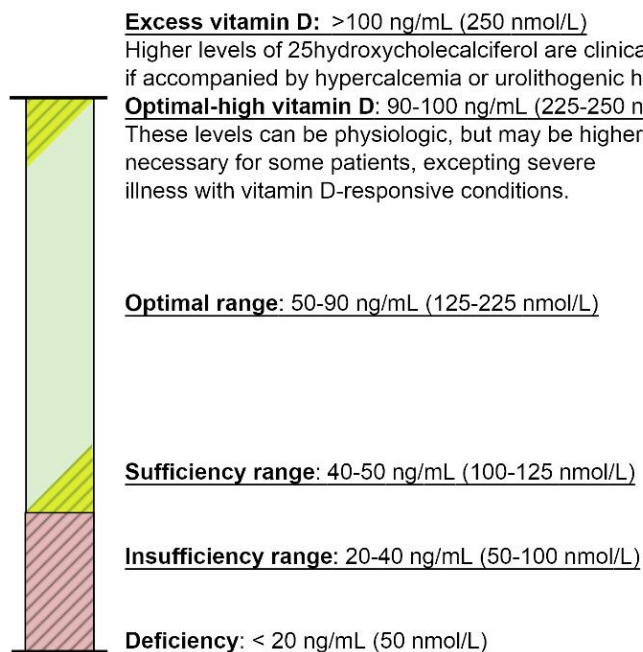 Excess vitamin D: >100 ng/mL (250 nmol/L)
Higher levels of 25hydroxycholecalciferol are
if accompanied by hypercalcemia or urolithogenic
Optimal-high vitamin D: 90-100 ng/mL (225-250
These levels can be physiologic, but may be higher
necessary for some patients, excepting severe
illness with vitamin D-responsive conditions.
Optimal range: 50-90 ng/mL (125-225 nmol/L)
Sufficiency range: 40-50 ng/mL (100-125 nmol/L)
Insufficiency range: 20-40 ng/mL (50-100 nmol/L)
Deficiency: < 20 ng/mL (50 nmol/L)